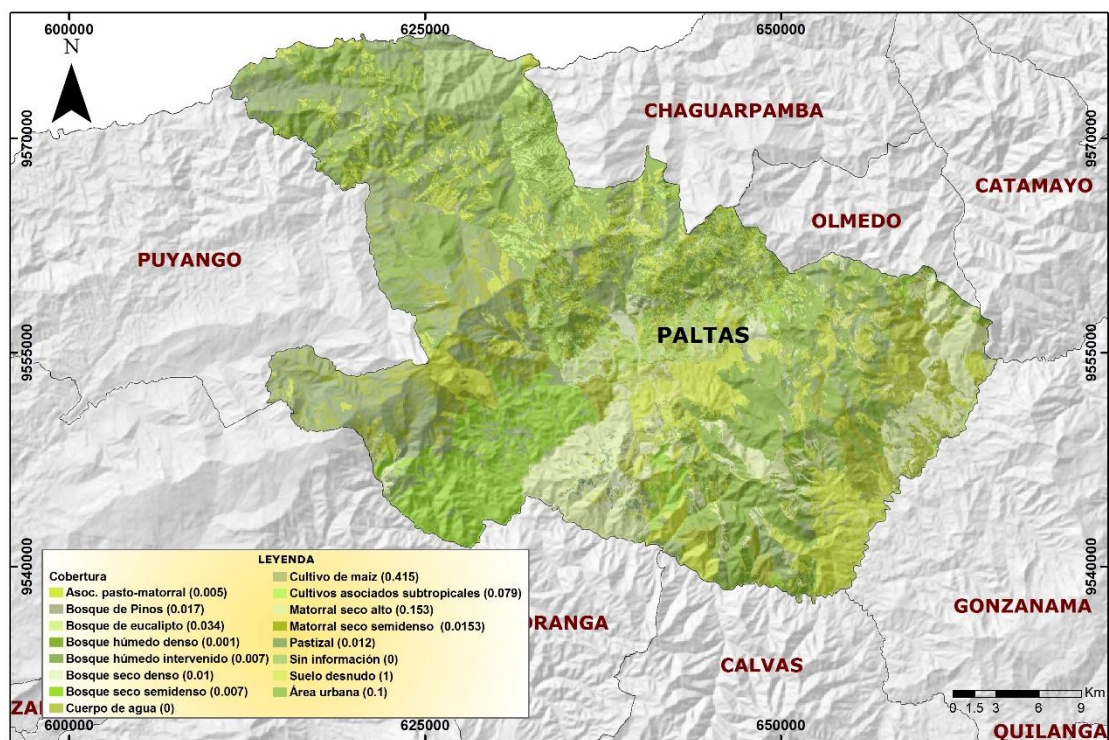 600000 625000 650000
N
9570000 9570000
CHAGUARPAMBA
CATAMAYO
OLMEDO
PUYANGO
PALTAS
9555000 9555000
LEYENDA
Cobertura
Asoc. pasto-matorral (0.005)
Bosque de Pinos (0.017)
Bosque de eucalipto (0.034)
Bosque húmedo denso (0.001)
Bosque húmedo intervenido (0.007)
Bosque seco denso (0.01)
Bosque seco semidenso (0.007)
Cuerpo de agua (0)
Cultivo de maíz (0.415)
Cultivos asociados subtropicales (0.079)
Matorral seco alto (0.153)
Matorral seco semidenso (0.0153)
Pastizal (0.012)
Sin información (0)
Suelo desnudo (1)
Área urbana (0.1)
9540000 9540000
GONZANAMA
ORANGA
CALVAS
Km
0 1.5 3 6 9
ZA
QUILANGA
600000 625000 650000